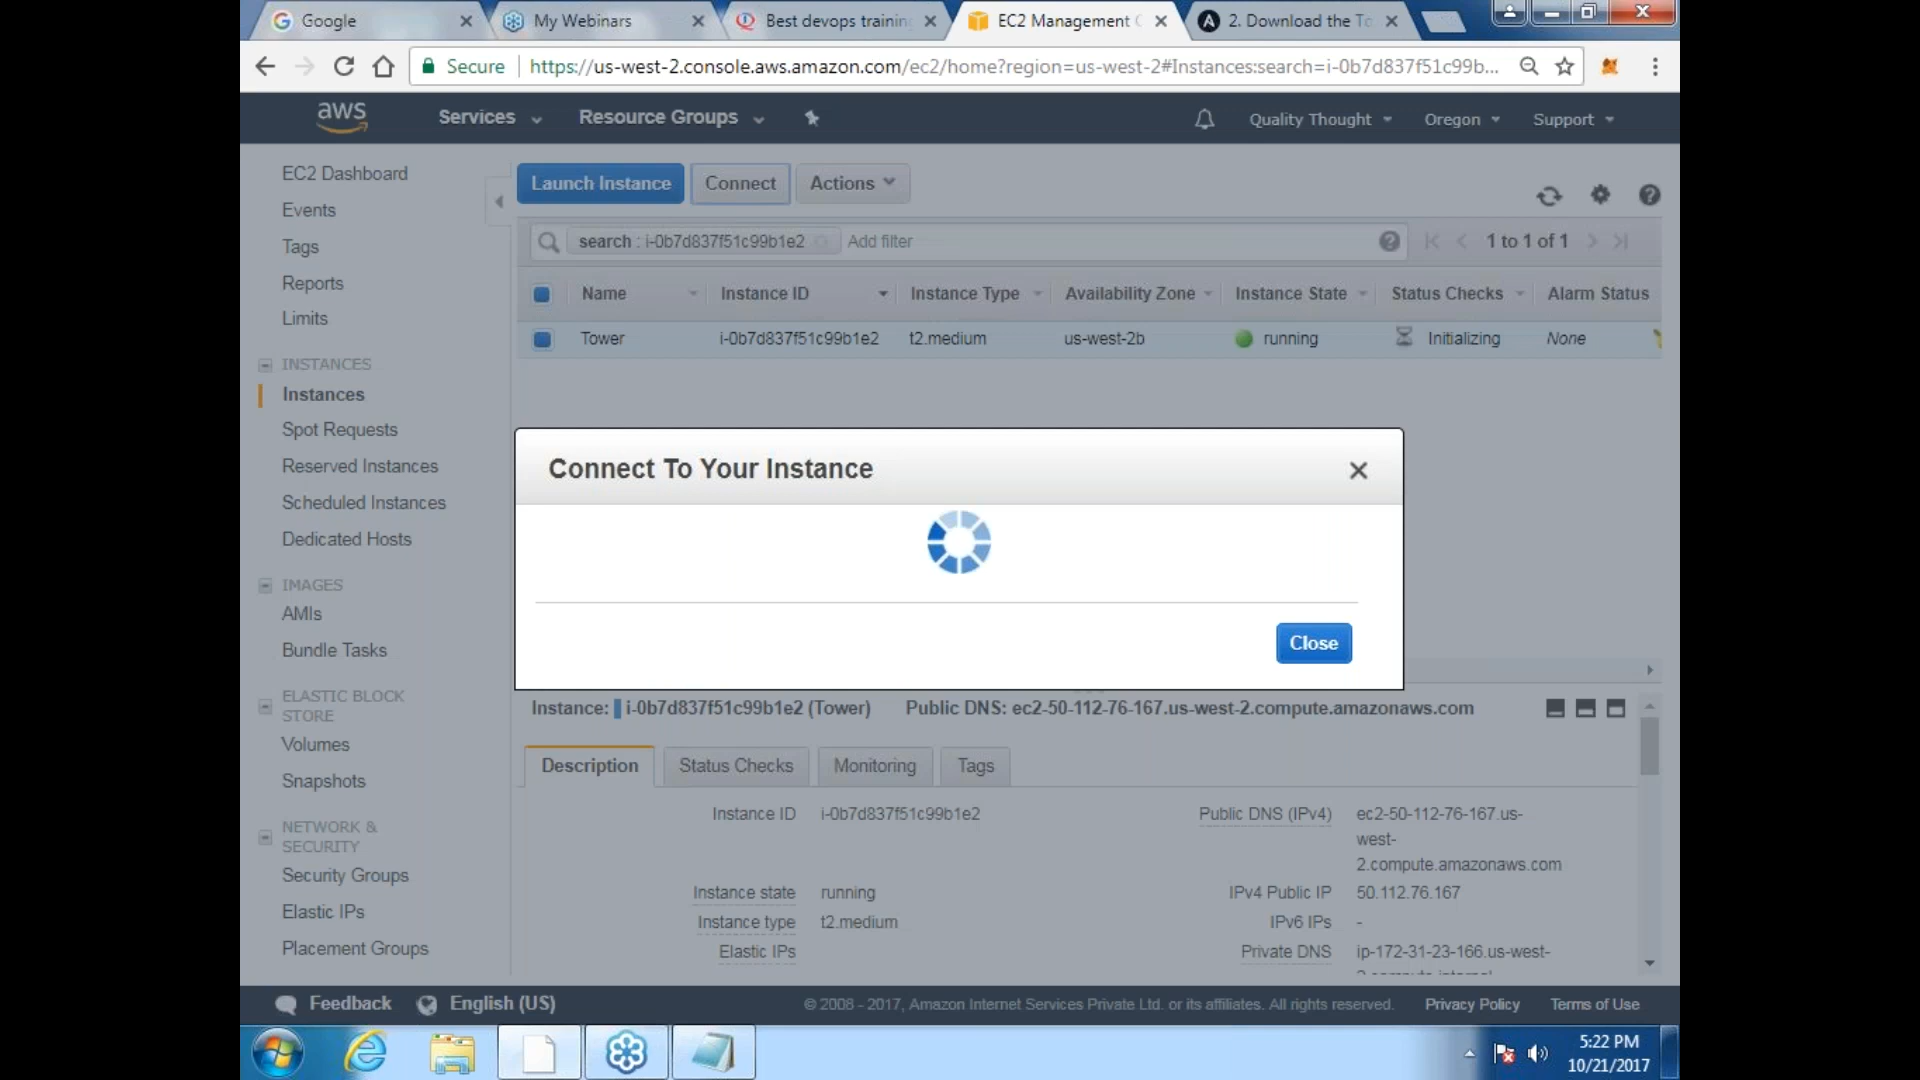 Google
My Webinars
Best devops training
EC2 Management C
2. Download the To
Secure
https://us-west-2.console.aws.amazon.com/ec2/home?region=us-west-2#Instances:search=i-0b7d837f51c99b...
aws
Services
Resource Groups
Quality Thought
Oregon
Support
EC2 Dashboard
Events
Tags
Reports
Limits
INSTANCES
Instances
Spot Requests
Reserved Instances
Scheduled Instances
Dedicated Hosts
IMAGES
AMIs
Bundle Tasks
ELASTIC BLOCK
STORE
Volumes
Snapshots
NETWORK &
SECURITY
Security Groups
Elastic IPs
Placement Groups
Launch Instance
Connect
Actions
search : i-0b7d837f51c99b1e2
Add filter
1 to 1 of 1
Name
Instance ID
Instance Type
Availability Zone
Instance State
Status Checks
Alarm Status
Tower
i-0b7d837f51c99b1e2
t2.medium
us-west-2b
running
Initializing
None
Connect To Your Instance
Close
Instance: i-0b7d837f51c99b1e2 (Tower)
Public DNS: ec2-50-112-76-167.us-west-2.compute.amazonaws.com
Description
Status Checks
Monitoring
Tags
Instance ID
i-0b7d837f51c99b1e2
Public DNS (IPv4)
ec2-50-112-76-167.us-
west-
2.compute.amazonaws.com
Instance state
running
IPv4 Public IP
50.112.76.167
Instance type
t2.medium
IPv6 IPs
-
Elastic IPs
Private DNS
ip-172-31-23-166.us-west-
Feedback
English (US)
© 2008 - 2017, Amazon Internet Services Private Ltd. or its affiliates. All rights reserved.
Privacy Policy
Terms of Use
5:22 PM
10/21/2017